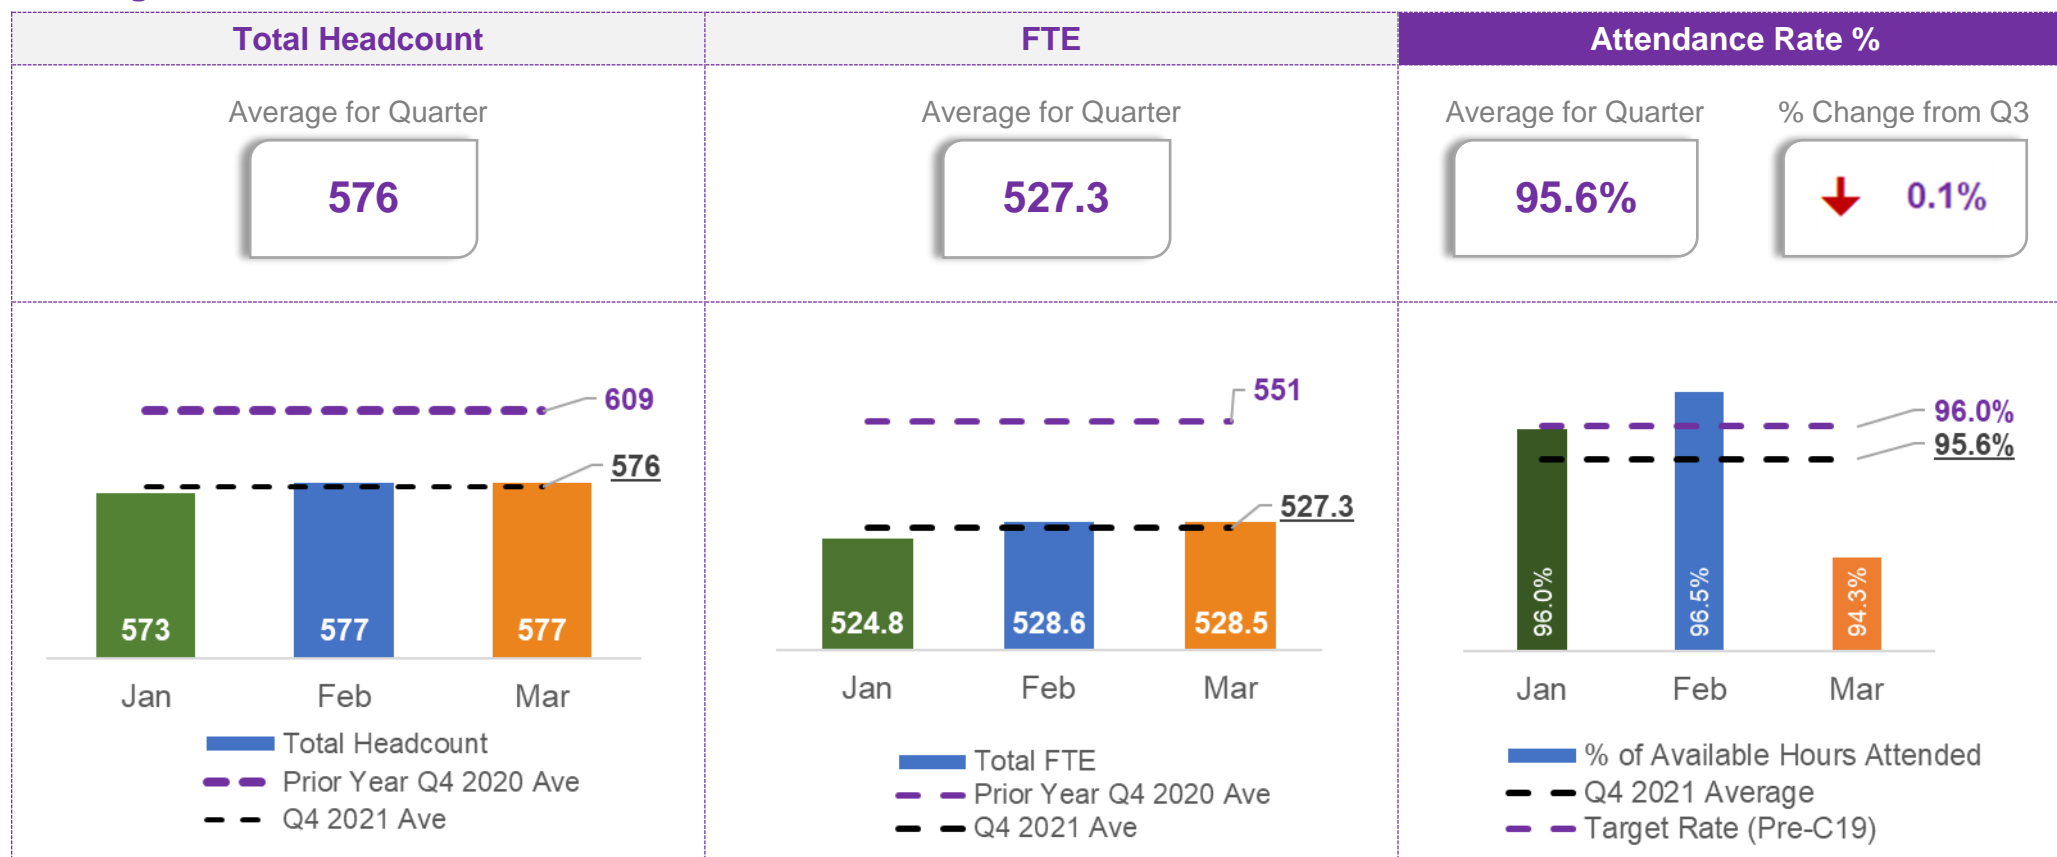 Total Headcount
FTE
Attendance Rate %
Average for Quarter
576
Average for Quarter
527.3
Average for Quarter
95.6%
% Change from Q3
0.1%
609
576
573
577
577
Jan
Feb
Mar
Total Headcount
Prior Year Q4 2020 Ave
Q4 2021 Ave
551
527.3
524.8
528.6
528.5
Jan
Feb
Mar
Total FTE
Prior Year Q4 2020 Ave
Q4 2021 Ave
96.0%
95.6%
96.0%
96.5%
94.3%
Jan
Feb
Mar
% of Available Hours Attended
Q4 2021 Average
Target Rate (Pre-C19)